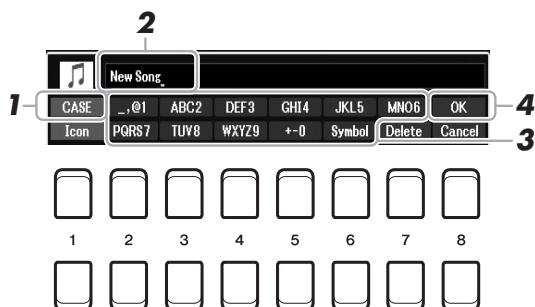 2
New Song_
1 CASE _,@1 ABC2 DEF3 GHI4 JKL5 MNO6 OK 4
Icon PQRS7 TUV8 WXYZ9 +-0 Symbol Delete Cancel 3
1 2 3 4 5 6 7 8